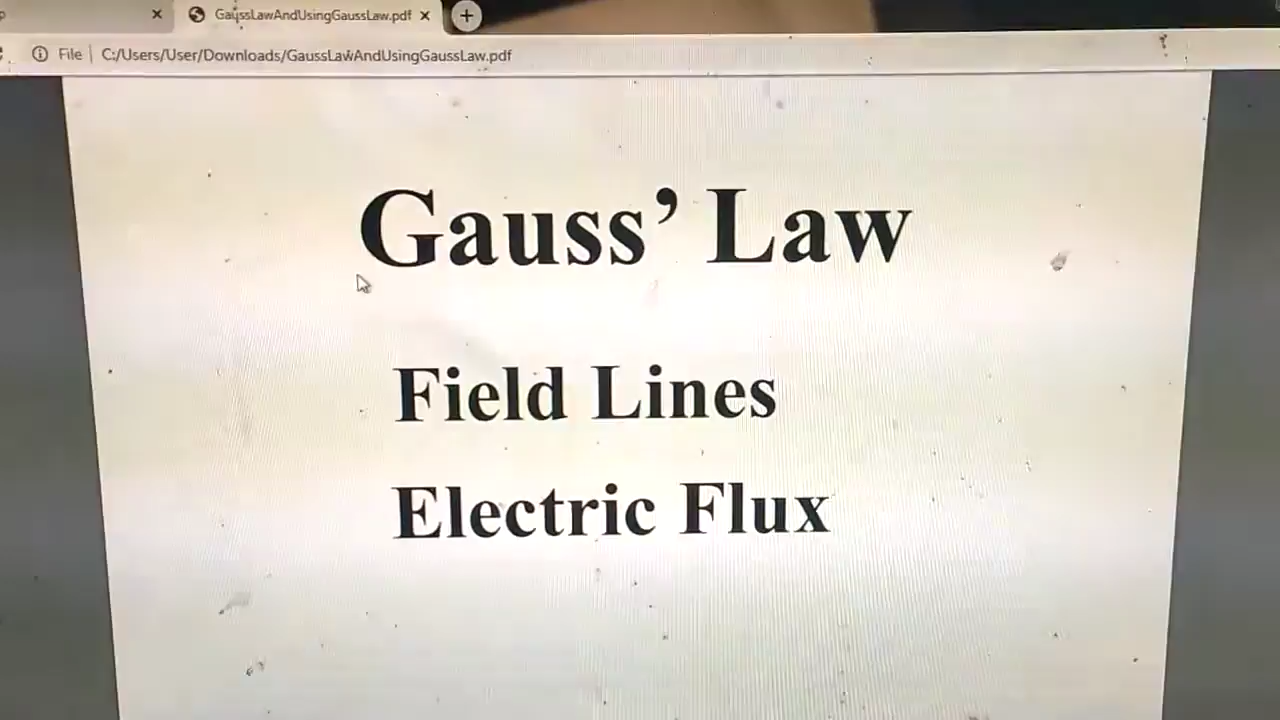 GaussLawAndUsingGaussLaw.pdf
File | C:/Users/User/Downloads/GaussLawAndUsingGaussLaw.pdf
Gauss’ Law
Field Lines
Electric Flux